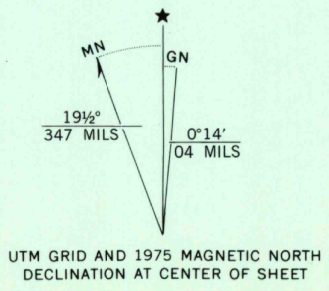 MN
GN
19½°
347 MILS
0°14′
04 MILS
UTM GRID AND 1975 MAGNETIC NORTH
DECLINATION AT CENTER OF SHEET